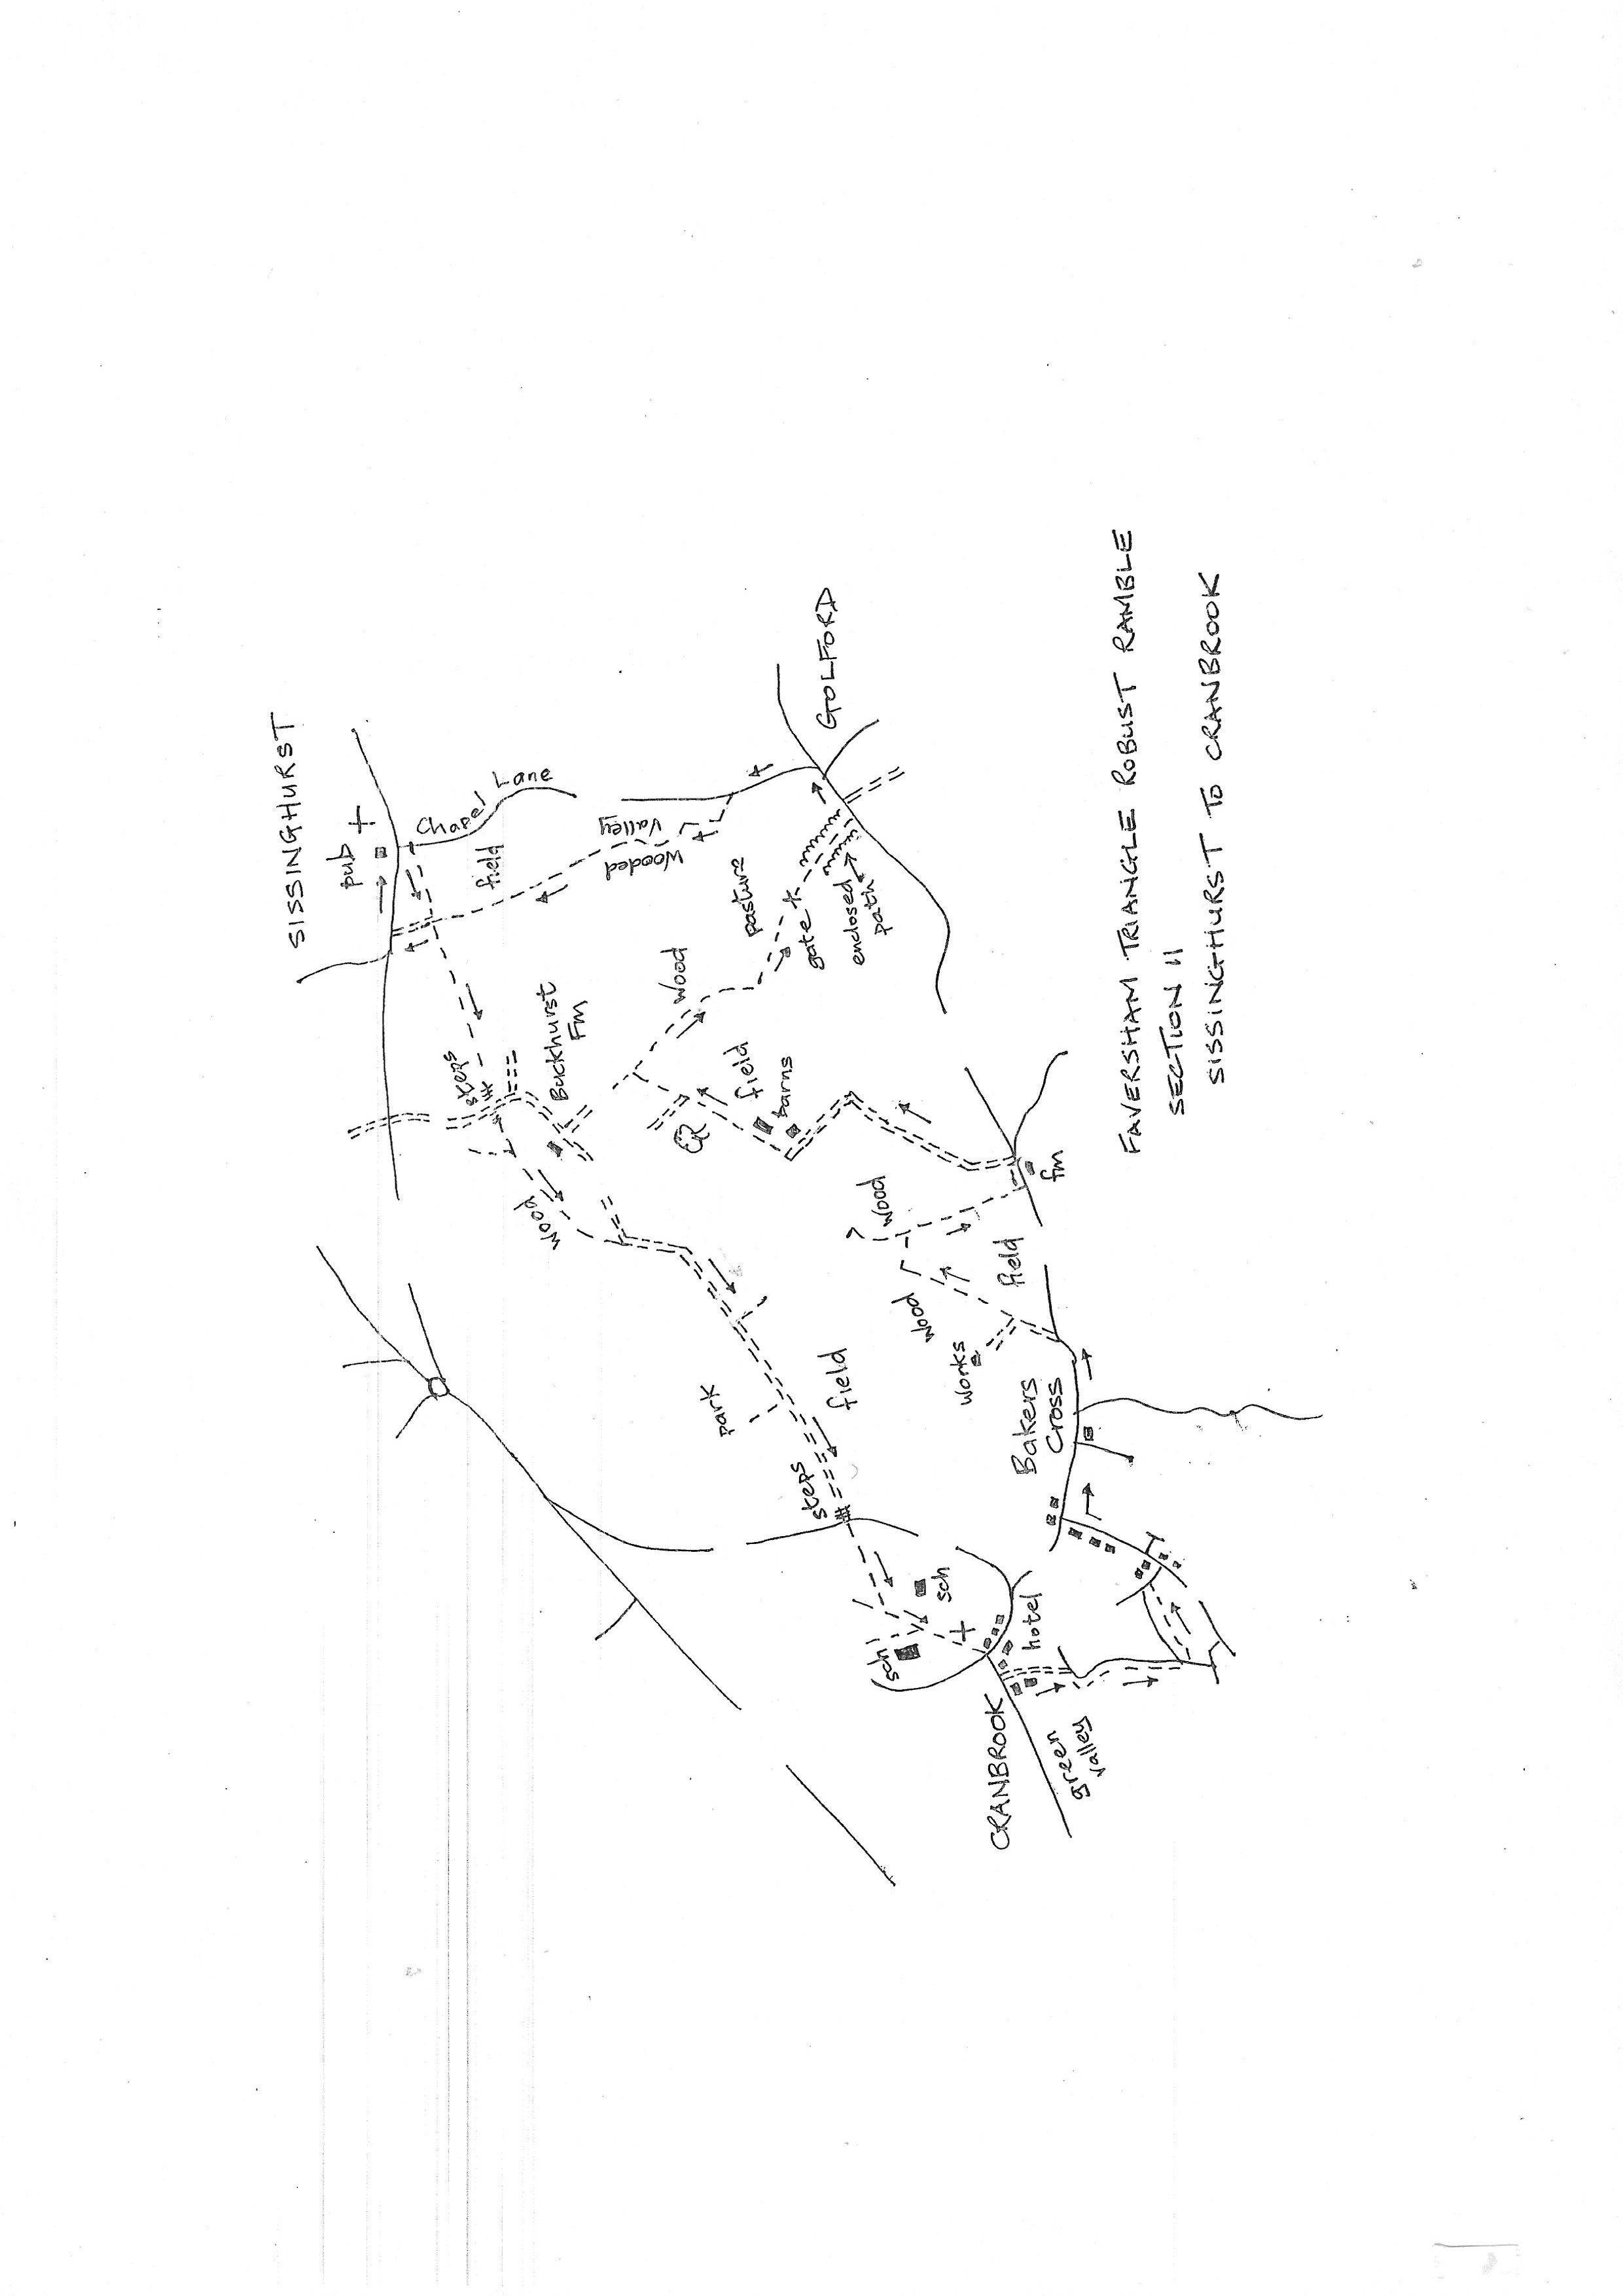 SISSINGHURST
pub
Chapel Lane
field
steps
Buckhurst
Fm
wood
Wooded
Valley
wood
pasture
gate
enclosed
path
GOLFORD
field
barns
park
field
steps
wood
wood
works
field
fm
Bakers
Cross
sch
sch
hotel
CRANBROOK
green
valley
FAVERSHAM TRIANGLE ROBUST RAMBLE
SECTION 11
SISSINGHURST TO CRANBROOK